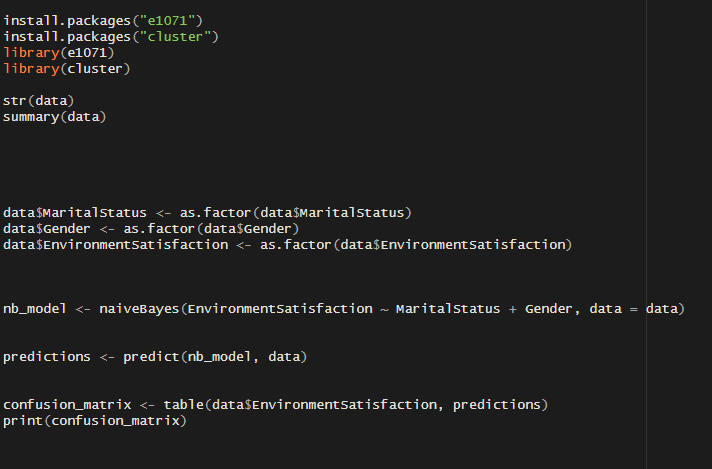 install.packages("e1071")
install.packages("cluster")
library(e1071)
library(cluster)
str(data)
summary(data)
data$MaritalStatus <- as.factor(data$MaritalStatus)
data$Gender <- as.factor(data$Gender)
data$EnvironmentSatisfaction <- as.factor(data$EnvironmentSatisfaction)
nb_model <- naiveBayes(EnvironmentSatisfaction ~ MaritalStatus + Gender, data = data)
predictions <- predict(nb_model, data)
confusion_matrix <- table(data$EnvironmentSatisfaction, predictions)
print(confusion_matrix)